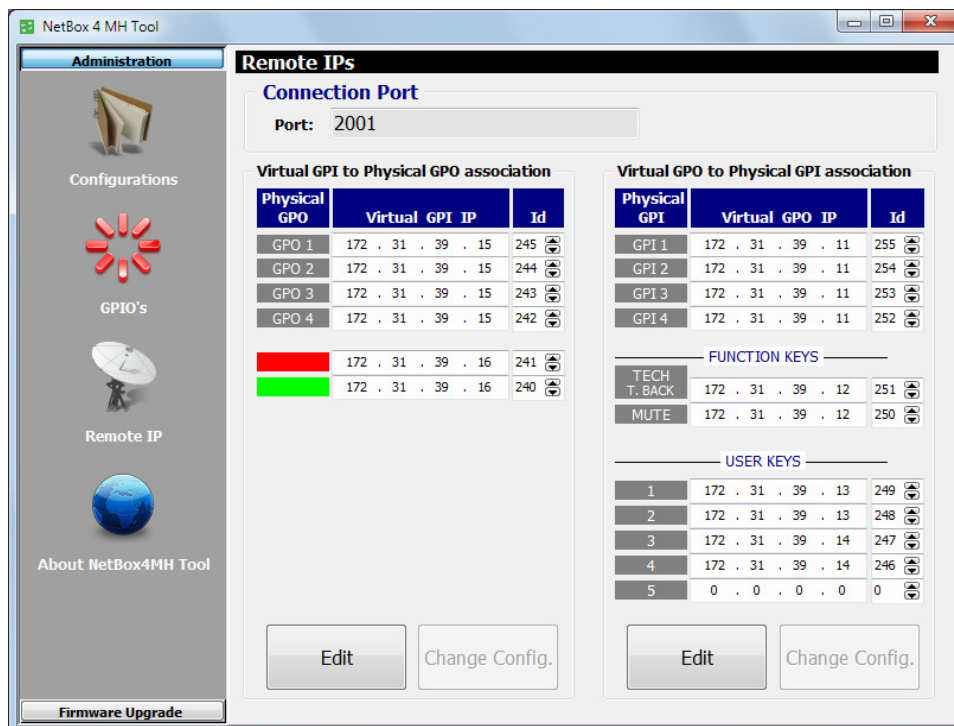 NetBox 4 MH Tool
Administration
Configurations
GPIO's
Remote IP
About NetBox4MH Tool
Firmware Upgrade
Remote IPs
Connection Port
Port: 2001
Virtual GPI to Physical GPO association
Physical GPO Virtual GPI IP Id
GPO 1 172 . 31 . 39 . 15 245
GPO 2 172 . 31 . 39 . 15 244
GPO 3 172 . 31 . 39 . 15 243
GPO 4 172 . 31 . 39 . 15 242
172 . 31 . 39 . 16 241
172 . 31 . 39 . 16 240
Edit Change Config.
Virtual GPO to Physical GPI association
Physical GPI Virtual GPO IP Id
GPI 1 172 . 31 . 39 . 11 255
GPI 2 172 . 31 . 39 . 11 254
GPI 3 172 . 31 . 39 . 11 253
GPI 4 172 . 31 . 39 . 11 252
FUNCTION KEYS
TECH T. BACK 172 . 31 . 39 . 12 251
MUTE 172 . 31 . 39 . 12 250
USER KEYS
1 172 . 31 . 39 . 13 249
2 172 . 31 . 39 . 13 248
3 172 . 31 . 39 . 14 247
4 172 . 31 . 39 . 14 246
5 0 . 0 . 0 . 0 0
Edit Change Config.